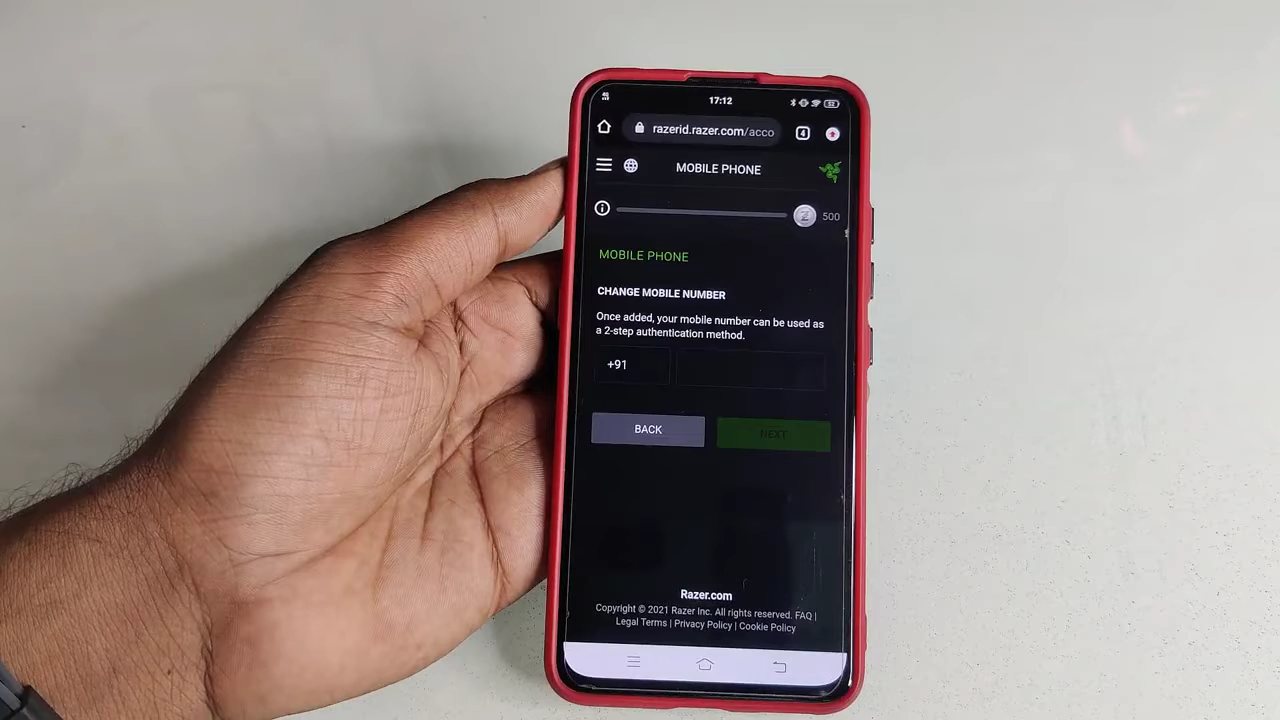 17:12
52
razerid.razer.com/acco
4
MOBILE PHONE
500
MOBILE PHONE
CHANGE MOBILE NUMBER
Once added, your mobile number can be used as
a 2-step authentication method.
+91
BACK
NEXT
Razer.com
Copyright © 2021 Razer Inc. All rights reserved. FAQ |
Legal Terms | Privacy Policy | Cookie Policy